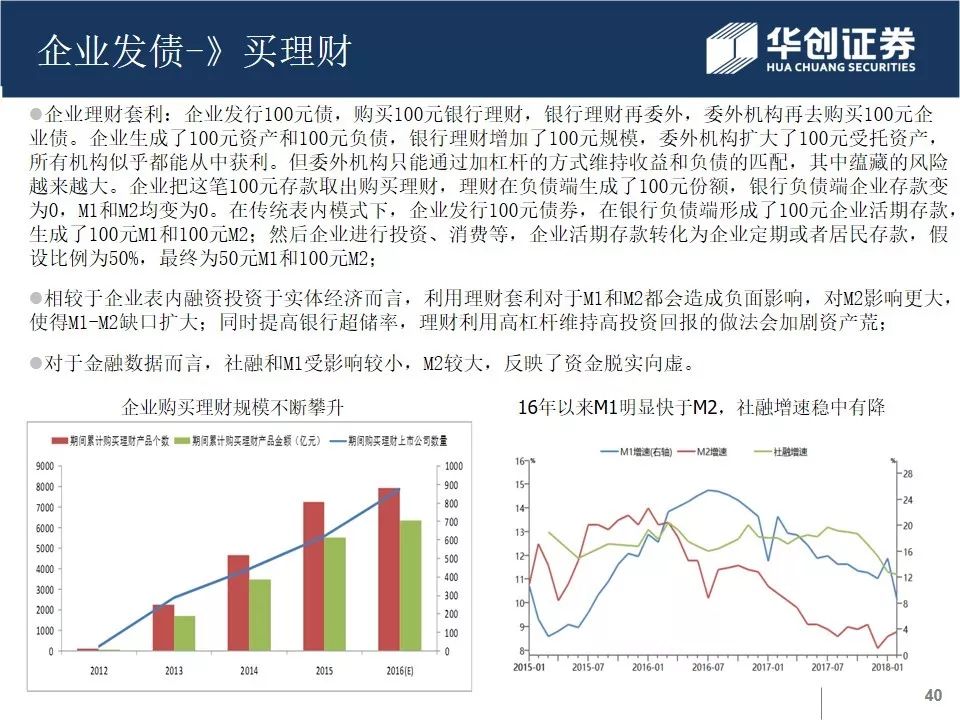 企业发债-》买理财
华创证券
HUA CHUANG SECURITIES
●企业理财套利：企业发行100元债，购买100元银行理财，银行理财再委外，委外机构再去购买100元企
业债。企业生成了100元资产和100元负债，银行理财增加了100元规模，委外机构扩大了100元受托资产，
所有机构似乎都能从中获利。但委外机构只能通过加杠杆的方式维持收益和负债的匹配，其中蕴藏的风险
越来越大。企业把这笔100元存款取出购买理财，理财在负债端生成了100元份额，银行负债端企业存款变
为0，M1和M2均变为0。在传统表内模式下，企业发行100元债券，在银行负债端形成了100元企业活期存款，
生成了100元M1和100元M2；然后企业进行投资、消费等，企业活期存款转化为企业定期或者居民存款，假
设比例为50%，最终为50元M1和100元M2；
●相较于企业表内融资投资于实体经济而言，利用理财套利对于M1和M2都会造成负面影响，对M2影响更大，
使得M1-M2缺口扩大；同时提高银行超储率，理财利用高杠杆维持高投资回报的做法会加剧资产荒；
●对于金融数据而言，社融和M1受影响较小，M2较大，反映了资金脱实向虚。
企业购买理财规模不断攀升
期间累计购买理财产品个数 期间累计购买理财产品金额（亿元） 期间购买理财上市公司数量
9000
8000
7000
6000
5000
4000
3000
2000
1000
0
1000
900
800
700
600
500
400
300
200
100
0
2012 2013 2014 2015 2016(E)
16年以来M1明显快于M2，社融增速稳中有降
M1增速(右轴) M2增速 社融增速
%
%
16
15
14
13
12
11
10
9
8
28
24
20
16
12
8
4
0
2015-01 2015-07 2016-01 2016-07 2017-01 2017-07 2018-01
40